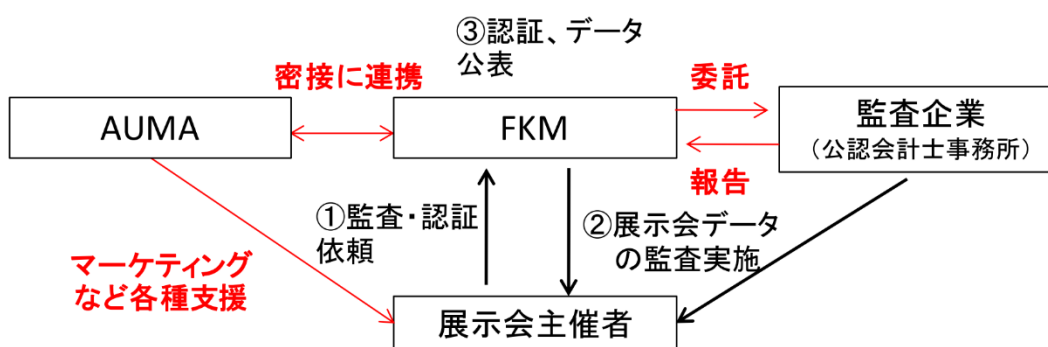 ③認証、データ
公表
密接に連携
委託
AUMA
FKM
監査企業
(公認会計士事務所)
報告
①監査・認証
依頼
②展示会データ
の監査実施
マーケティング
など各種支援
展示会主催者